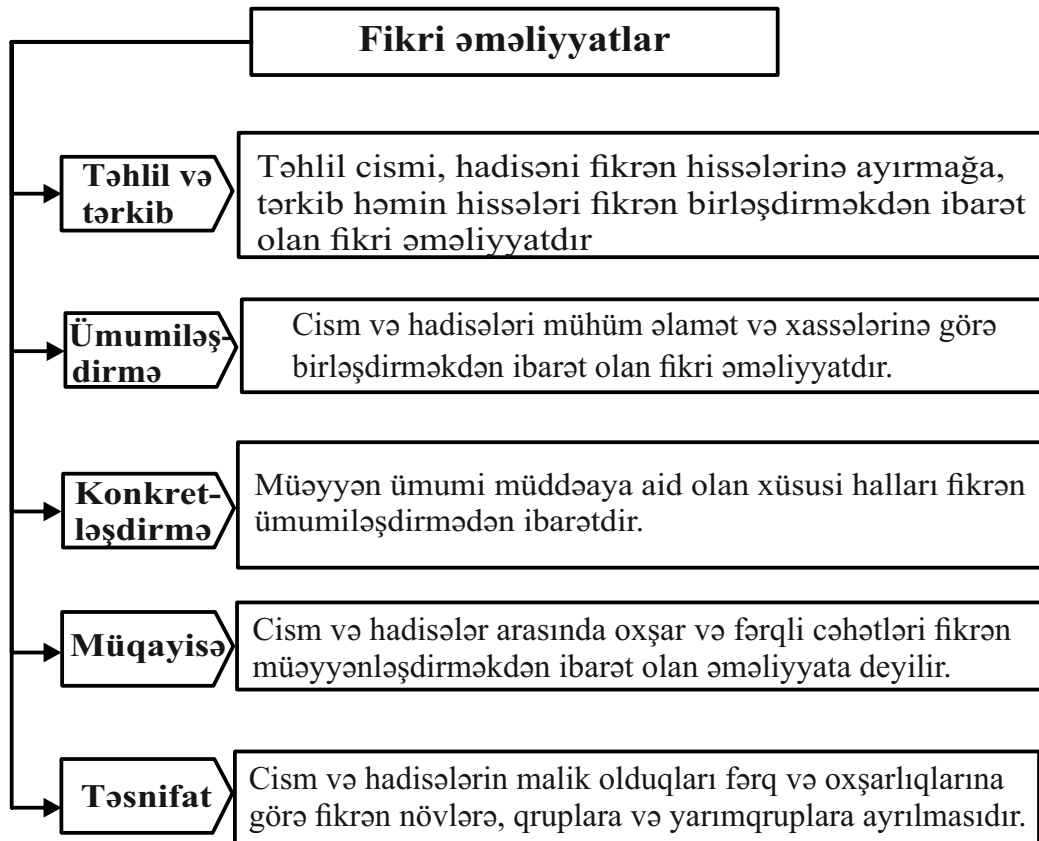 Fikri əməliyyatlar
Təhlil və
tərkib
Təhlil cismi, hadisəni fikrən hissələrinə ayırmağa,
tərkib həmin hissələri fikrən birləşdirməkdən ibarət
olan fikri əməliyyatdır
Ümumiləş-
dirmə
Cism və hadisələri mühüm əlamət və xassələrinə görə
birləşdirməkdən ibarət olan fikri əməliyyatdır.
Konkret-
ləşdirmə
Müəyyən ümumi müddəaya aid olan xüsusi halları fikrən
ümumiləşdirmədən ibarətdir.
Müqayisə
Cism və hadisələr arasında oxşar və fərqli cəhətləri fikrən
müəyyənləşdirməkdən ibarət olan əməliyyata deyilir.
Təsnifat
Cism və hadisələrin malik olduqları fərq və oxşarlıqlarına
görə fikrən növlərə, qruplara və yarımqruplara ayrılmasıdır.